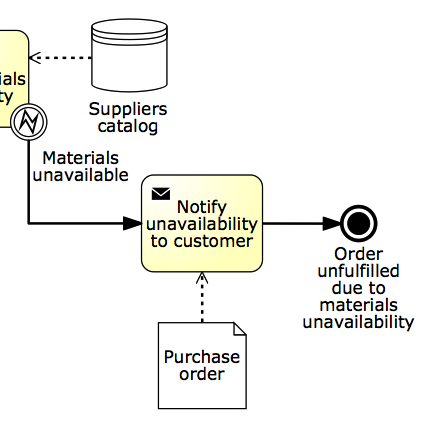 ials
ty
Suppliers
catalog
Materials
unavailable
Notify
unavailability
to customer
Order
unfulfilled
due to
materials
unavailability
Purchase
order